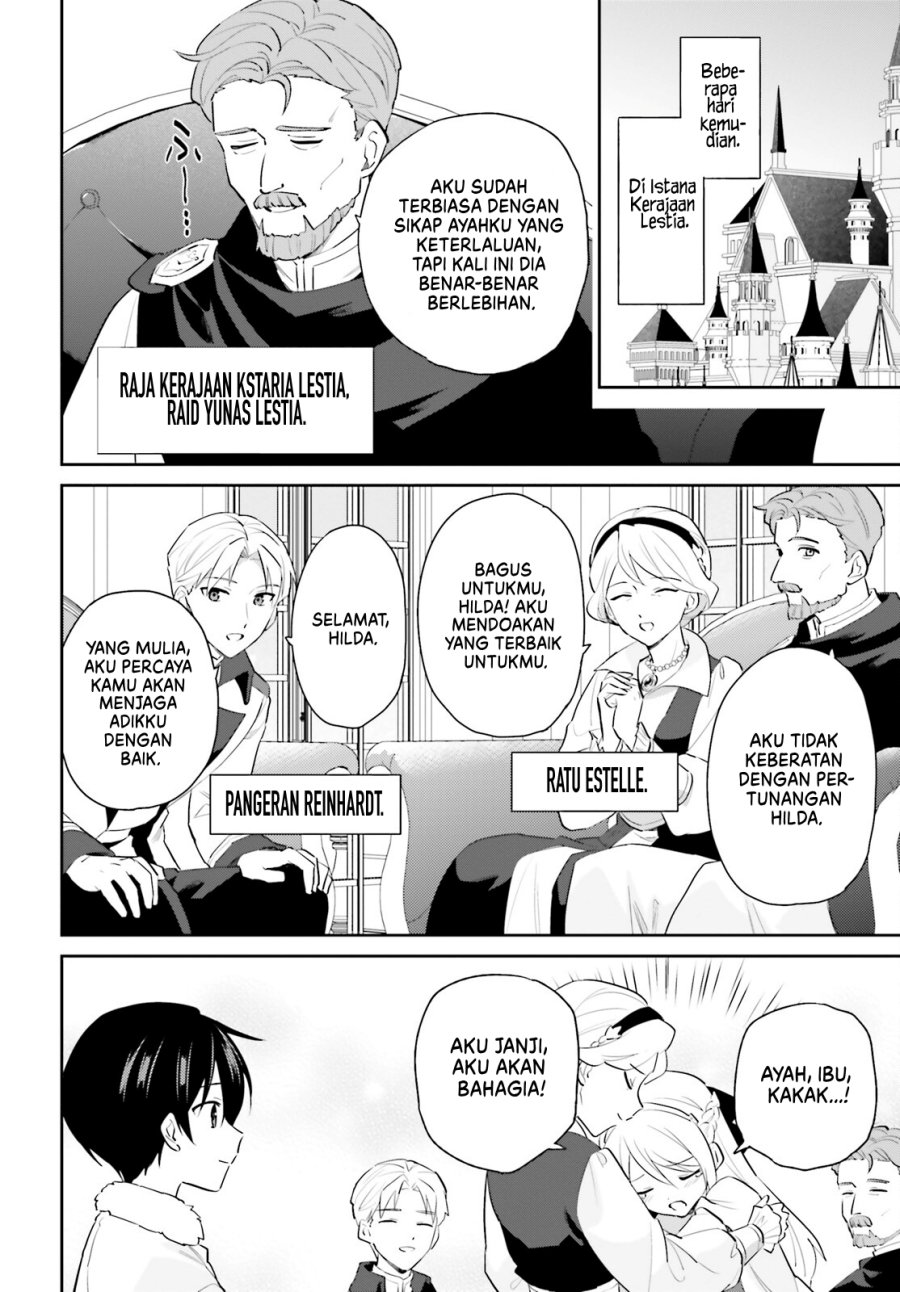 Bebe-
rapa
hari
kemu-
dian.
Di Istana
Kerajaan
Lestia.
AKU SUDAH
TERBIASA DENGAN
SIKAP AYAHKU YANG
KETERLALUAN,
TAPI KALI INI DIA
BENAR-BENAR
BERLEBIHAN.
ふぅ〜…
RAJA KERAJAAN KSTARIA LESTIA,
RAID YUNAS LESTIA.
AKU TIDAK
KEBERATAN
DENGAN PER-
TUNANGAN
HILDA.
BAGUS
UNTUKMU,
HILDA! AKU
MENDOAKAN
YANG TERBAIK
UNTUKMU.
RATU ESTELLE.
SELAMAT,
HILDA.
YANG MULIA,
AKU PERCAYA
KAMU AKAN
MENJAGA
ADIKKU
DENGAN
BAIK.
PANGERAN REINHARDT.
AYAH, IBU,
KAKAK...!
AKU JANJI,
AKU AKAN
BAHAGIA!